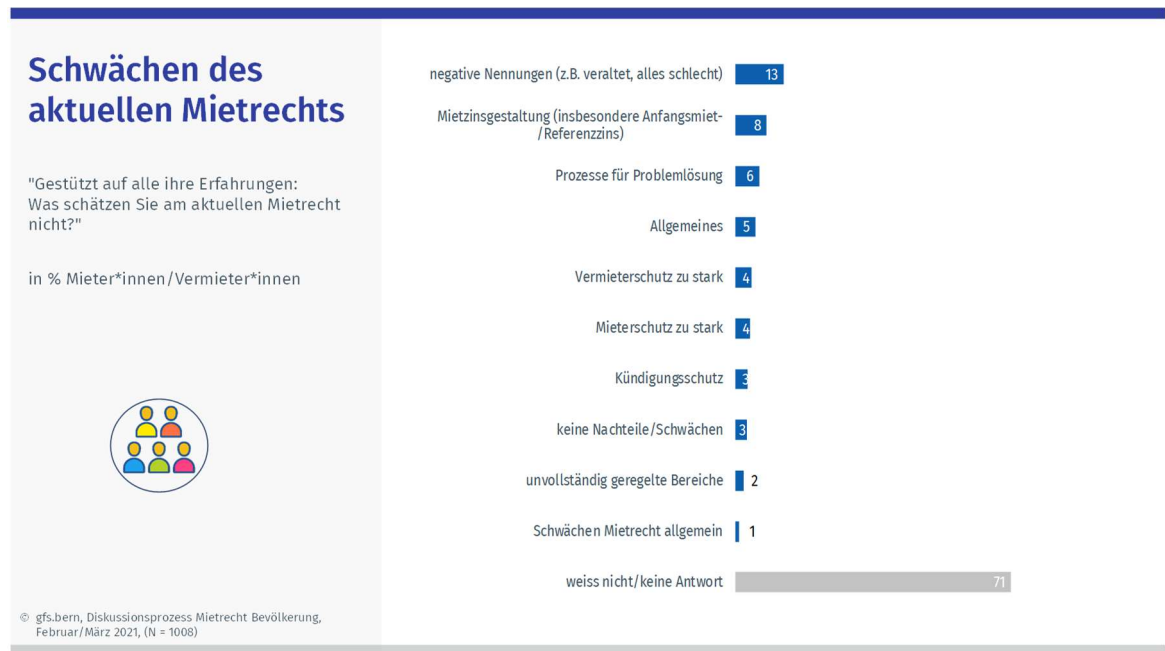 Schwächen des
aktuellen Mietrechts
"Gestützt auf alle ihre Erfahrungen:
Was schätzen Sie am aktuellen Mietrecht
nicht?"
in % Mieter*innen/Vermieter*innen
© gfs.bern, Diskussionsprozess Mietrecht Bevölkerung,
Februar/März 2021, (N = 1008)
negative Nennungen (z.B. veraltet, alles schlecht) 13
Mietzinsgestaltung (insbesondere Anfangsmiet-
/Referenzzins) 8
Prozesse für Problemlösung 6
Allgemeines 5
Vermieterschutz zu stark 4
Mieterschutz zu stark 4
Kündigungsschutz 3
keine Nachteile/Schwächen 3
unvollständig geregelte Bereiche 2
Schwächen Mietrecht allgemein 1
weiss nicht/keine Antwort 71